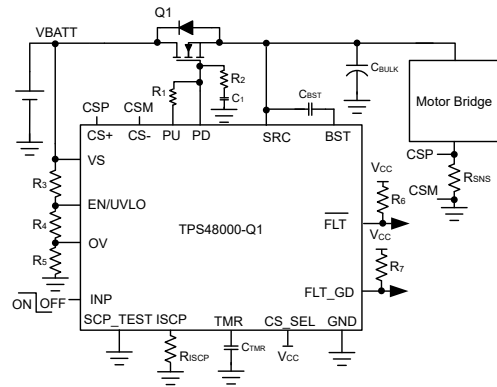 Q1
VBATT
R1
R2
C1
CBST
CBULK
Motor Bridge
CSP
CSM
CS+
CS-
PU
PD
SRC
BST
CSP
RSNS
CSM
VS
R3
EN/UVLO
R4
OV
R5
TPS48000-Q1
VCC
R6
FLT
VCC
R7
FLT_GD
ON
OFF
INP
SCP_TEST
ISCP
TMR
CS_SEL
GND
RISCP
CTMR
VCC